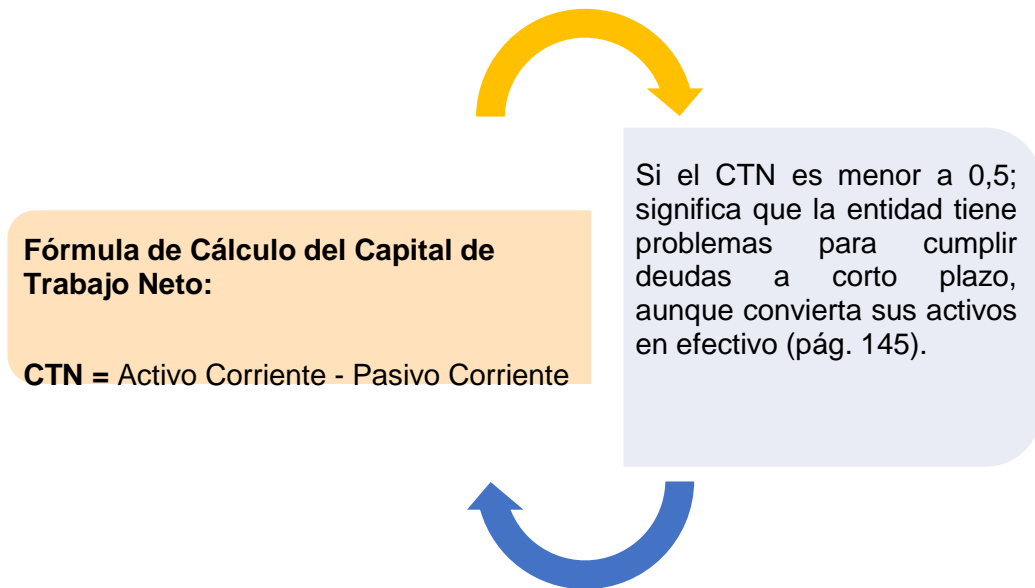 Fórmula de Cálculo del Capital de
Trabajo Neto:
CTN = Activo Corriente - Pasivo Corriente
Si el CTN es menor a 0,5;
significa que la entidad tiene
problemas para cumplir
deudas a corto plazo,
aunque convierta sus activos
en efectivo (pág. 145).